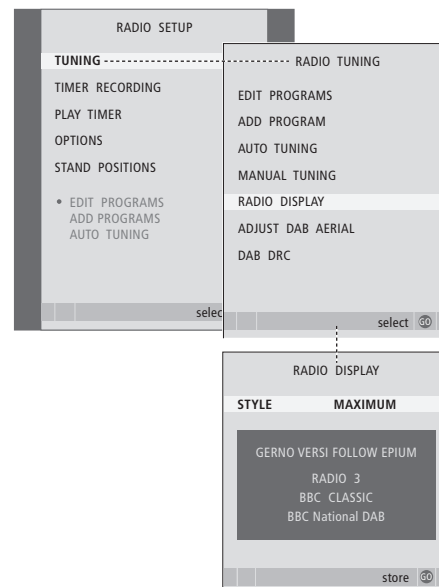 RADIO SETUP
TUNING
TIMER RECORDING
PLAY TIMER
OPTIONS
STAND POSITIONS
• EDIT PROGRAMS
ADD PROGRAMS
AUTO TUNING
selec
RADIO TUNING
EDIT PROGRAMS
ADD PROGRAM
AUTO TUNING
MANUAL TUNING
RADIO DISPLAY
ADJUST DAB AERIAL
DAB DRC
select GO
RADIO DISPLAY
STYLE MAXIMUM
GERNO VERSI FOLLOW EPIUM
RADIO 3
BBC CLASSIC
BBC National DAB
store GO